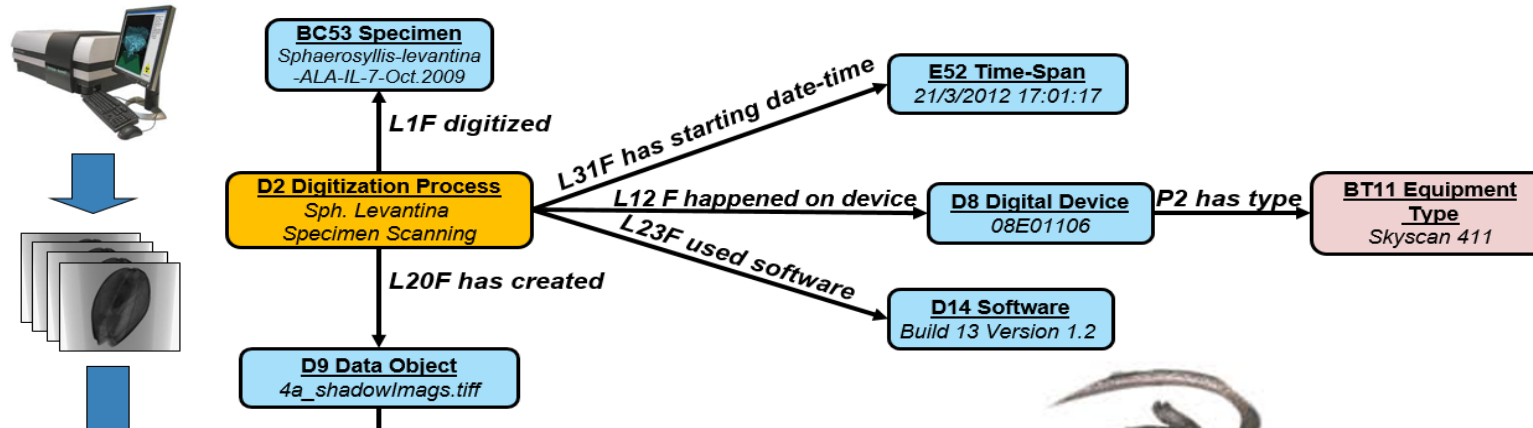 BC53 Specimen
Sphaerosyllis-levantina
-ALA-IL-7-Oct.2009
E52 Time-Span
21/3/2012 17:01:17
L1F digitized
L31F has starting date-time
D2 Digitization Process
Sph. Levantina
Specimen Scanning
L12 F happened on device
D8 Digital Device
08E01106
P2 has type
BT11 Equipment
Type
Skyscan 411
L23F used software
L20F has created
D14 Software
Build 13 Version 1.2
D9 Data Object
4a_shadowImags.tiff